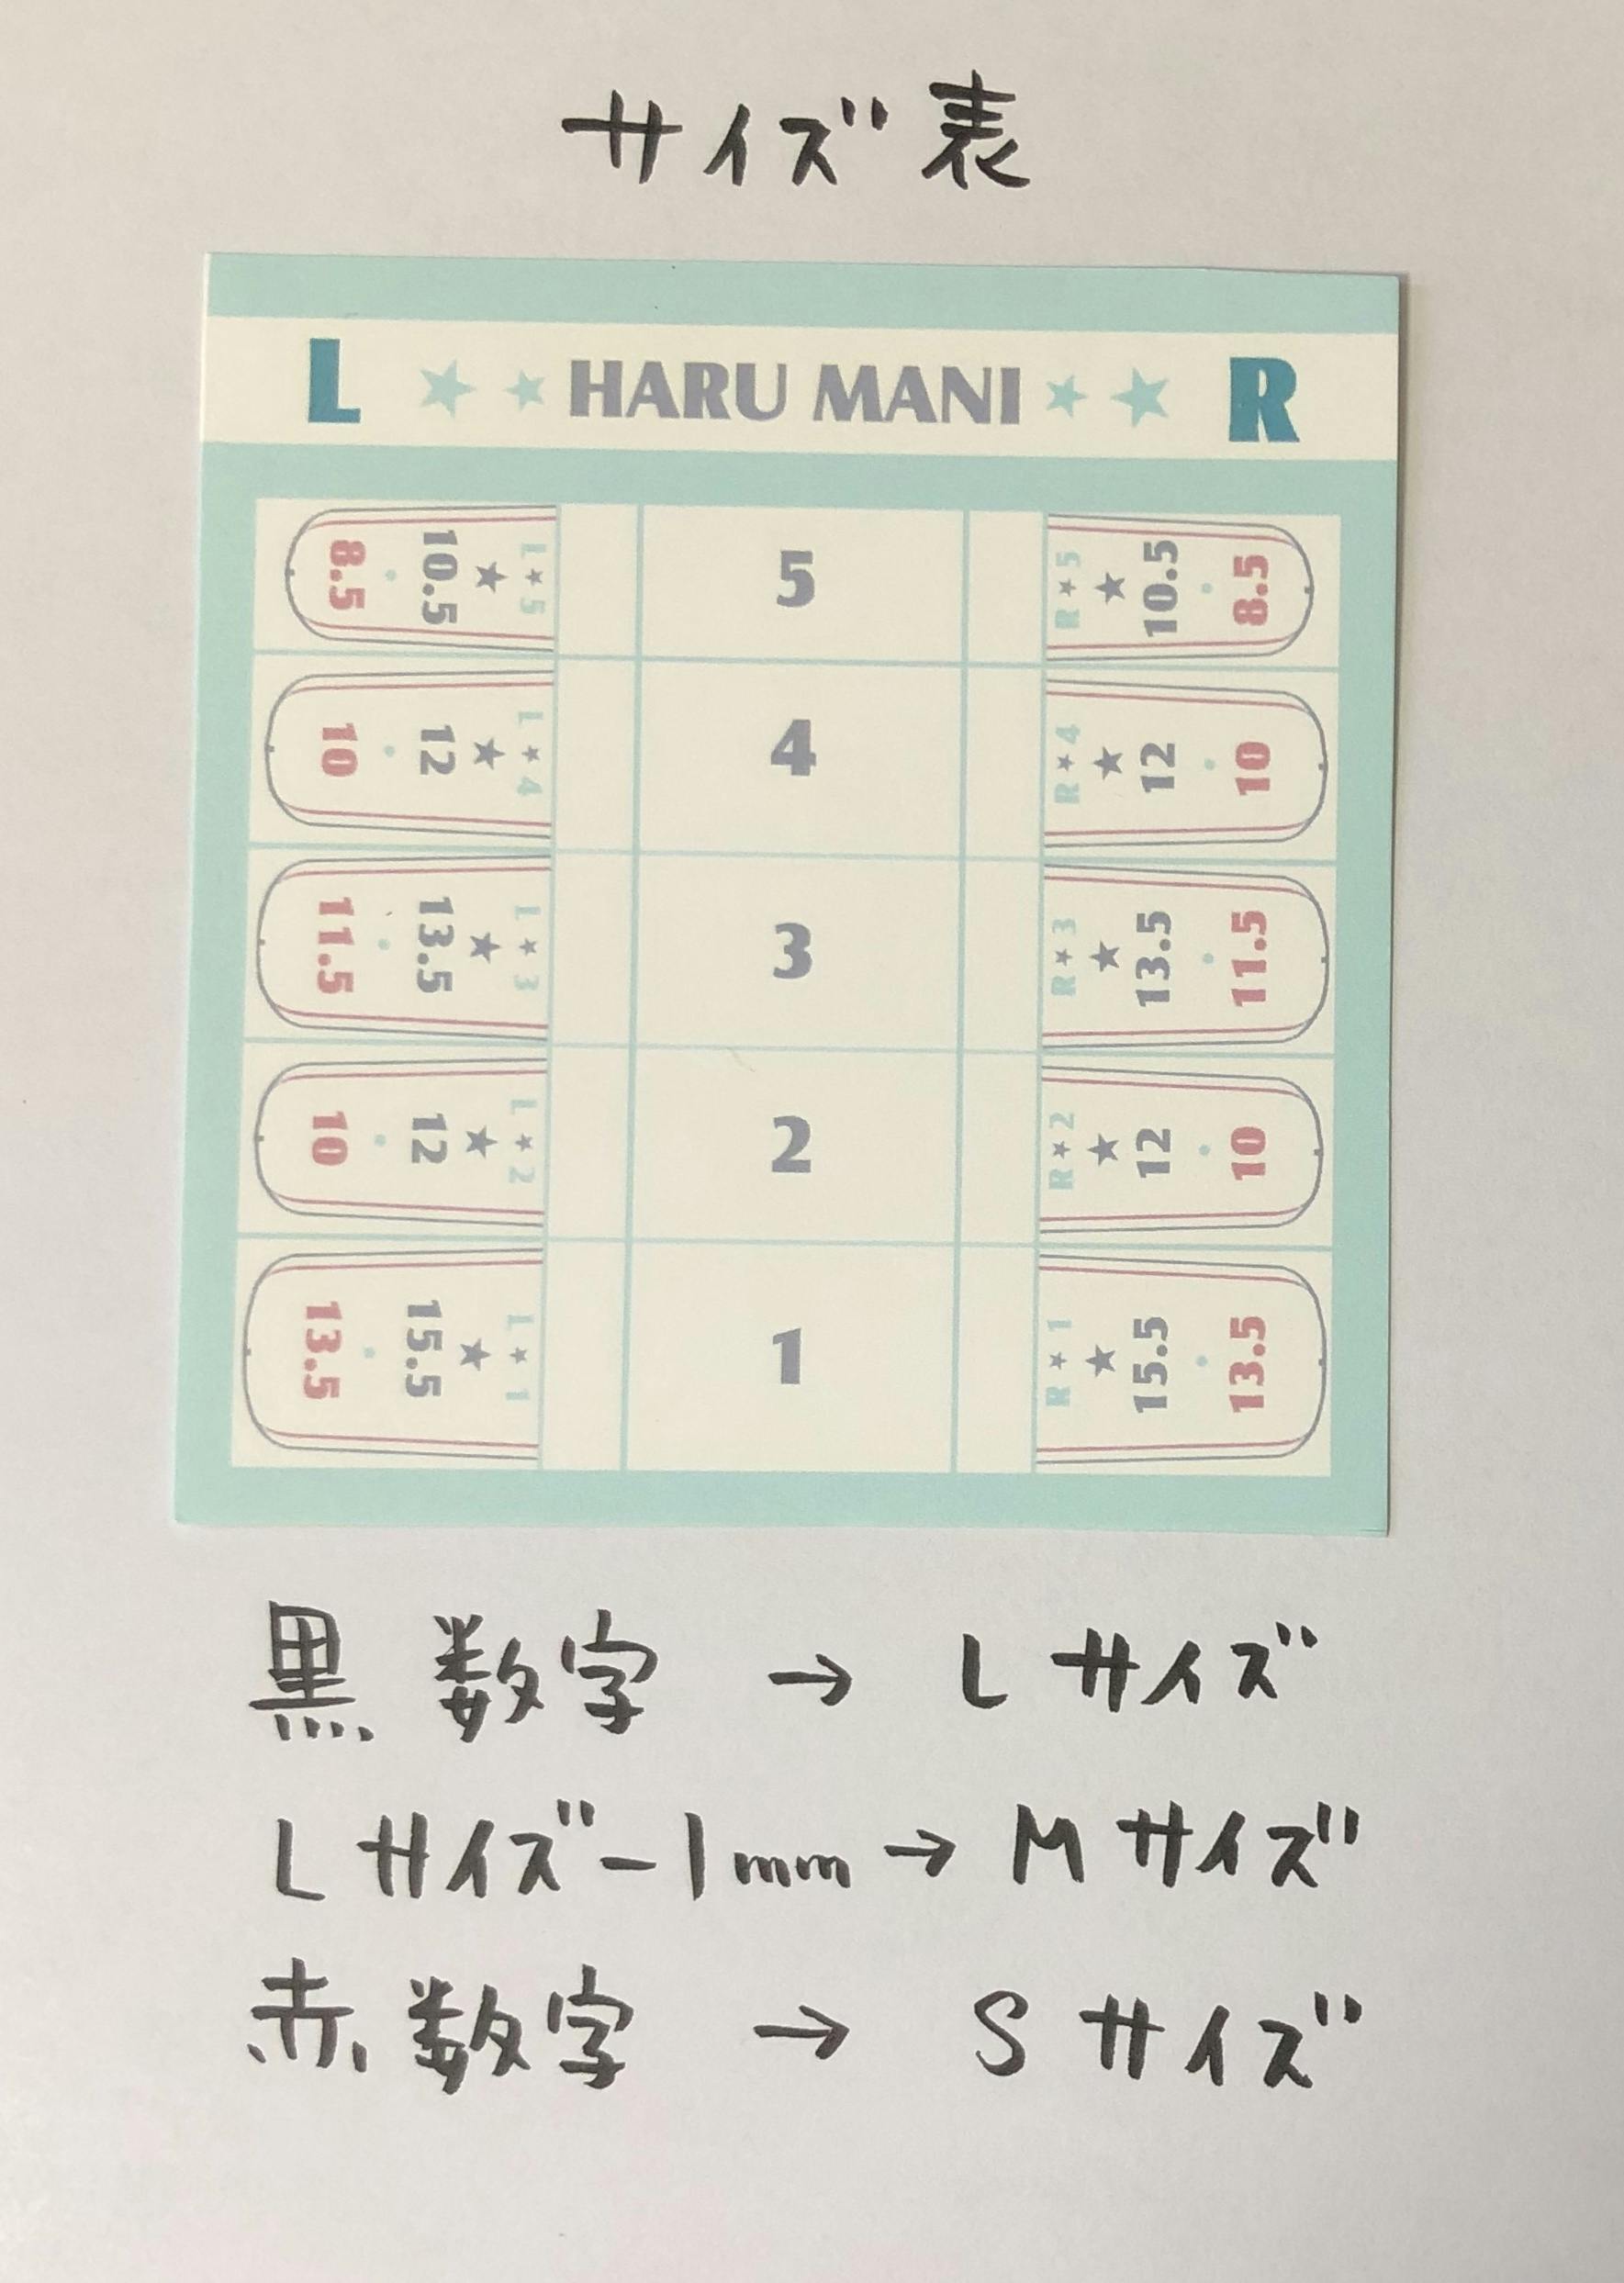 サイズ表
L ★ ★ HARU MANI ★ ★ R
8.5 10.5 ★ L★5 5 R★5 ★ 10.5 8.5
10 12 ★ L★4 4 R★4 ★ 12 10
11.5 13.5 ★ L★3 3 R★3 ★ 13.5 11.5
10 12 ★ L★2 2 R★2 ★ 12 10
13.5 15.5 ★ L★1 1 R★1 ★ 15.5 13.5
黒数字 → Lサイズ
Lサイズ-1mm→Mサイズ
赤数字 → Sサイズ